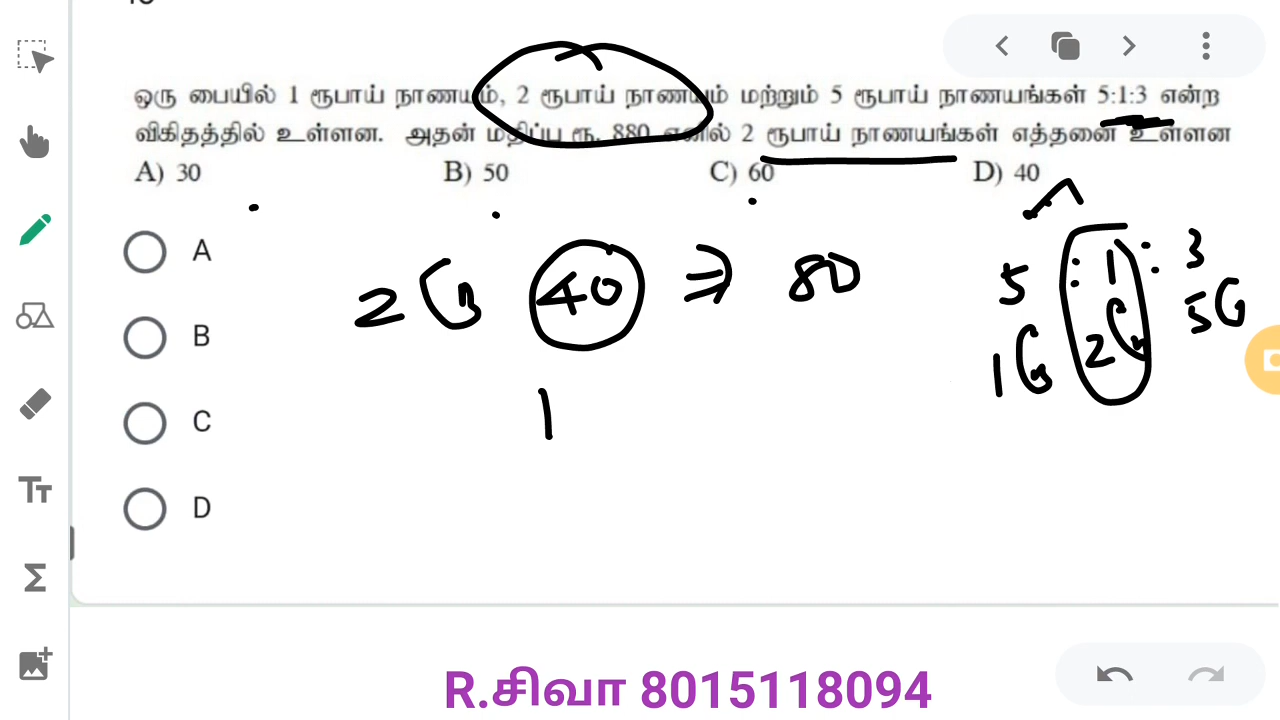 ஒரு பையில் 1 ரூபாய் நாணயம், 2 ரூபாய் நாணயம் மற்றும் 5 ரூபாய் நாணயங்கள் 5:1:3 என்ற
விகிதத்தில் உள்ளன. அதன் மதிப்பு ரூ. 880 எனில் 2 ரூபாய் நாணயங்கள் எத்தனை உள்ளன
A) 30 B) 50 C) 60 D) 40
A
B
C
D
2 ரூ 40 ⇒ 80
1
5 : 1 : 3
1ரூ 2ரூ 5ரூ
Tт
Σ
R.சிவா 8015118094